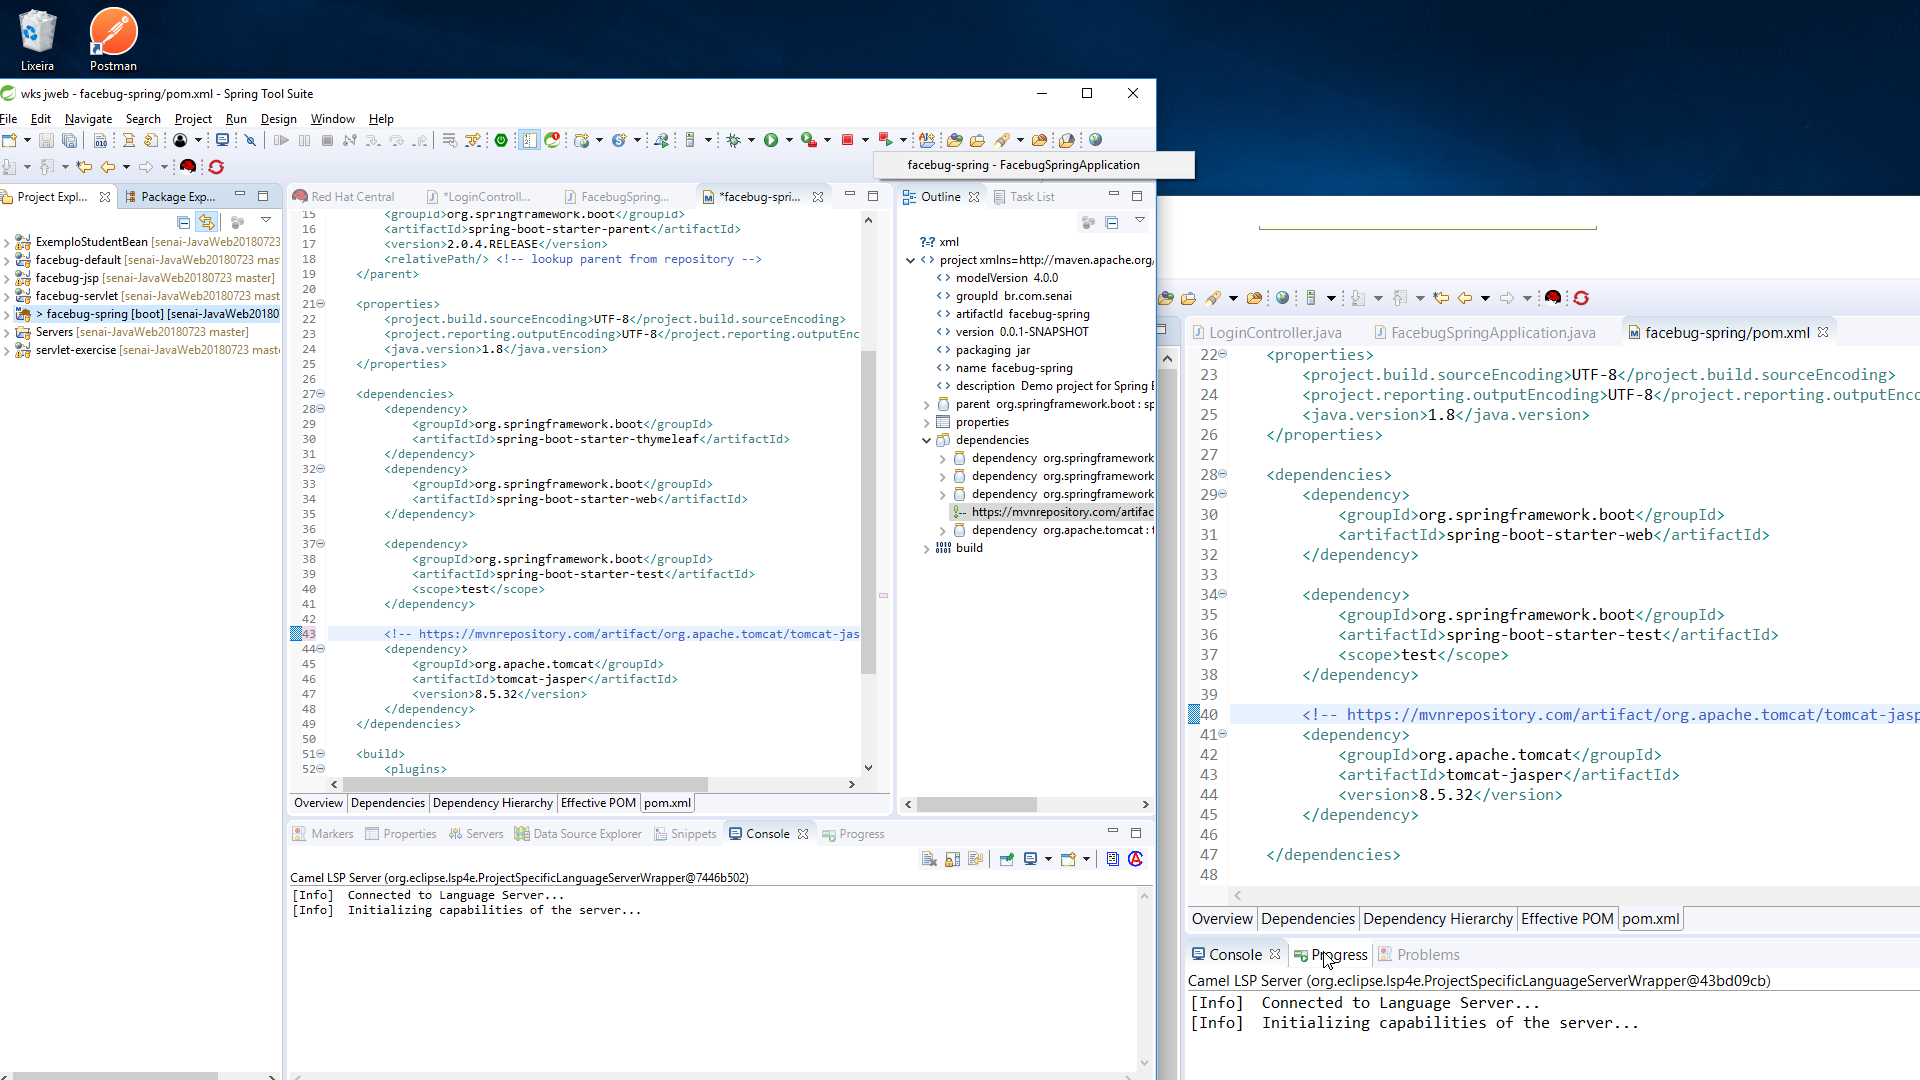 Lixeira
Postman
wks jweb - facebug-spring/pom.xml - Spring Tool Suite
File Edit Navigate Search Project Run Design Window Help
facebug-spring - FacebugSpringApplication
Project Expl... Package Exp...
ExemploStudentBean [senai-JavaWeb20180723
facebug-default [senai-JavaWeb20180723 mas
facebug-jsp [senai-JavaWeb20180723 master]
facebug-servlet [senai-JavaWeb20180723 mast
> facebug-spring [boot] [senai-JavaWeb20180
Servers [senai-JavaWeb20180723 master]
servlet-exercise [senai-JavaWeb20180723 mast
Red Hat Central *LoginControll... FacebugSpring... *facebug-spri...
15 <groupId>org.springframework.boot</groupId>
16 <artifactId>spring-boot-starter-parent</artifactId>
17 <version>2.0.4.RELEASE</version>
18 <relativePath/> <!-- lookup parent from repository -->
19 </parent>
20
21 <properties>
22 <project.build.sourceEncoding>UTF-8</project.build.sourceEncoding>
23 <project.reporting.outputEncoding>UTF-8</project.reporting.outputEnc
24 <java.version>1.8</java.version>
25 </properties>
26
27 <dependencies>
28 <dependency>
29 <groupId>org.springframework.boot</groupId>
30 <artifactId>spring-boot-starter-thymeleaf</artifactId>
31 </dependency>
32 <dependency>
33 <groupId>org.springframework.boot</groupId>
34 <artifactId>spring-boot-starter-web</artifactId>
35 </dependency>
36
37 <dependency>
38 <groupId>org.springframework.boot</groupId>
39 <artifactId>spring-boot-starter-test</artifactId>
40 <scope>test</scope>
41 </dependency>
42
43 <!-- https://mvnrepository.com/artifact/org.apache.tomcat/tomcat-jas
44 <dependency>
45 <groupId>org.apache.tomcat</groupId>
46 <artifactId>tomcat-jasper</artifactId>
47 <version>8.5.32</version>
48 </dependency>
49 </dependencies>
50
51 <build>
52 <plugins>
Overview Dependencies Dependency Hierarchy Effective POM pom.xml
Outline Task List
?-? xml
project xmlns=http://maven.apache.org/
modelVersion 4.0.0
groupId br.com.senai
artifactId facebug-spring
version 0.0.1-SNAPSHOT
packaging jar
name facebug-spring
description Demo project for Spring B
parent org.springframework.boot : sp
properties
dependencies
dependency org.springframework
dependency org.springframework
dependency org.springframework
https://mvnrepository.com/artifac
dependency org.apache.tomcat : t
build
Markers Properties Servers Data Source Explorer Snippets Console Progress
Camel LSP Server (org.eclipse.lsp4e.ProjectSpecificLanguageServerWrapper@7446b502)
[Info] Connected to Language Server...
[Info] Initializing capabilities of the server...
LoginController.java FacebugSpringApplication.java facebug-spring/pom.xml
22 <properties>
23 <project.build.sourceEncoding>UTF-8</project.build.sourceEncoding>
24 <project.reporting.outputEncoding>UTF-8</project.reporting.outputEnco
25 <java.version>1.8</java.version>
26 </properties>
27
28 <dependencies>
29 <dependency>
30 <groupId>org.springframework.boot</groupId>
31 <artifactId>spring-boot-starter-web</artifactId>
32 </dependency>
33
34 <dependency>
35 <groupId>org.springframework.boot</groupId>
36 <artifactId>spring-boot-starter-test</artifactId>
37 <scope>test</scope>
38 </dependency>
39
40 <!-- https://mvnrepository.com/artifact/org.apache.tomcat/tomcat-jasp
41 <dependency>
42 <groupId>org.apache.tomcat</groupId>
43 <artifactId>tomcat-jasper</artifactId>
44 <version>8.5.32</version>
45 </dependency>
46
47 </dependencies>
48
Overview Dependencies Dependency Hierarchy Effective POM pom.xml
Console Progress Problems
Camel LSP Server (org.eclipse.lsp4e.ProjectSpecificLanguageServerWrapper@43bd09cb)
[Info] Connected to Language Server...
[Info] Initializing capabilities of the server...